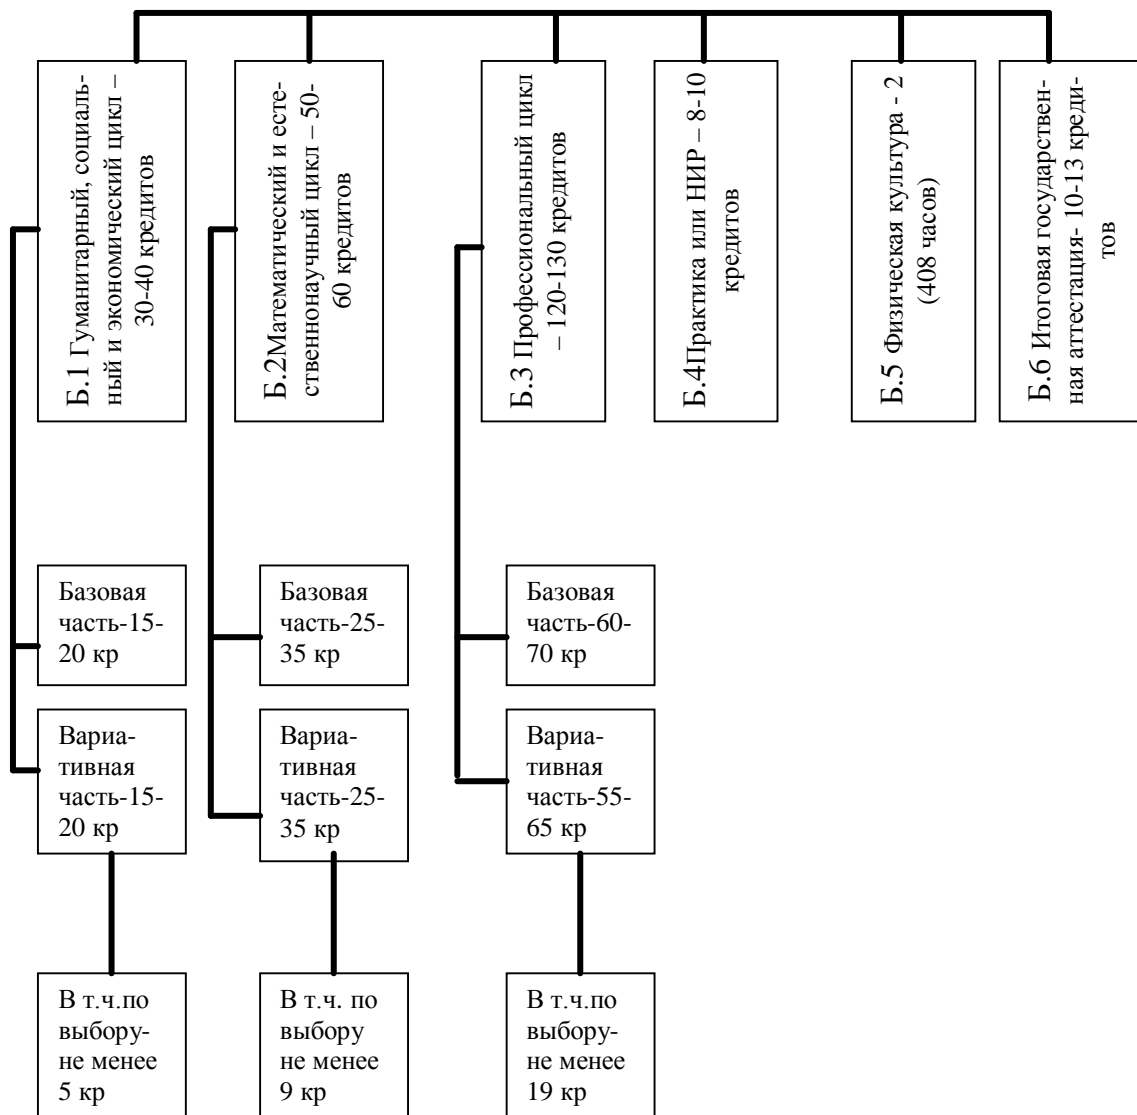 Б.1 Гуманитарный, социаль-
ный и экономический цикл –
30-40 кредитов
Б.2Математический и есте-
ственнонаучный цикл – 50-
60 кредитов
Б.3 Профессиональный цикл
– 120-130 кредитов
Б.4Практика или НИР – 8-10
кредитов
Б.5 Физическая культура - 2
(408 часов)
Б.6 Итоговая государствен-
ная аттестация- 10-13 креди-
тов
Базовая
часть-15-
20 кр
Базовая
часть-25-
35 кр
Базовая
часть-60-
70 кр
Вариа-
тивная
часть-15-
20 кр
Вариа-
тивная
часть-25-
35 кр
Вариа-
тивная
часть-55-
65 кр
В т.ч.по
выбору-
не менее
5 кр
В т.ч. по
выбору
не менее
9 кр
В т.ч.по
выбору-
не менее
19 кр